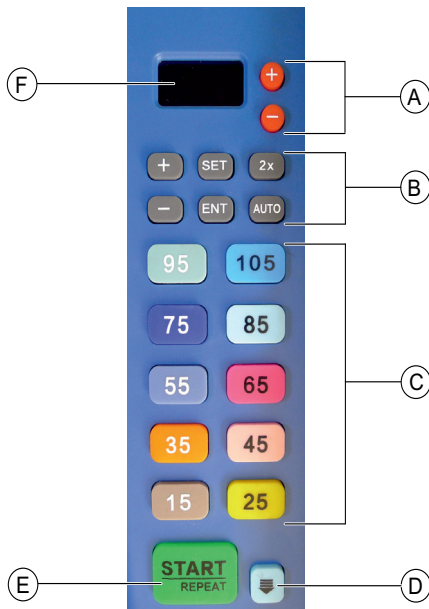 F
+
A
−
+ SET 2x
B
− ENT AUTO
95 105
75 85
C
55 65
35 45
15 25
START
REPEAT
E
D